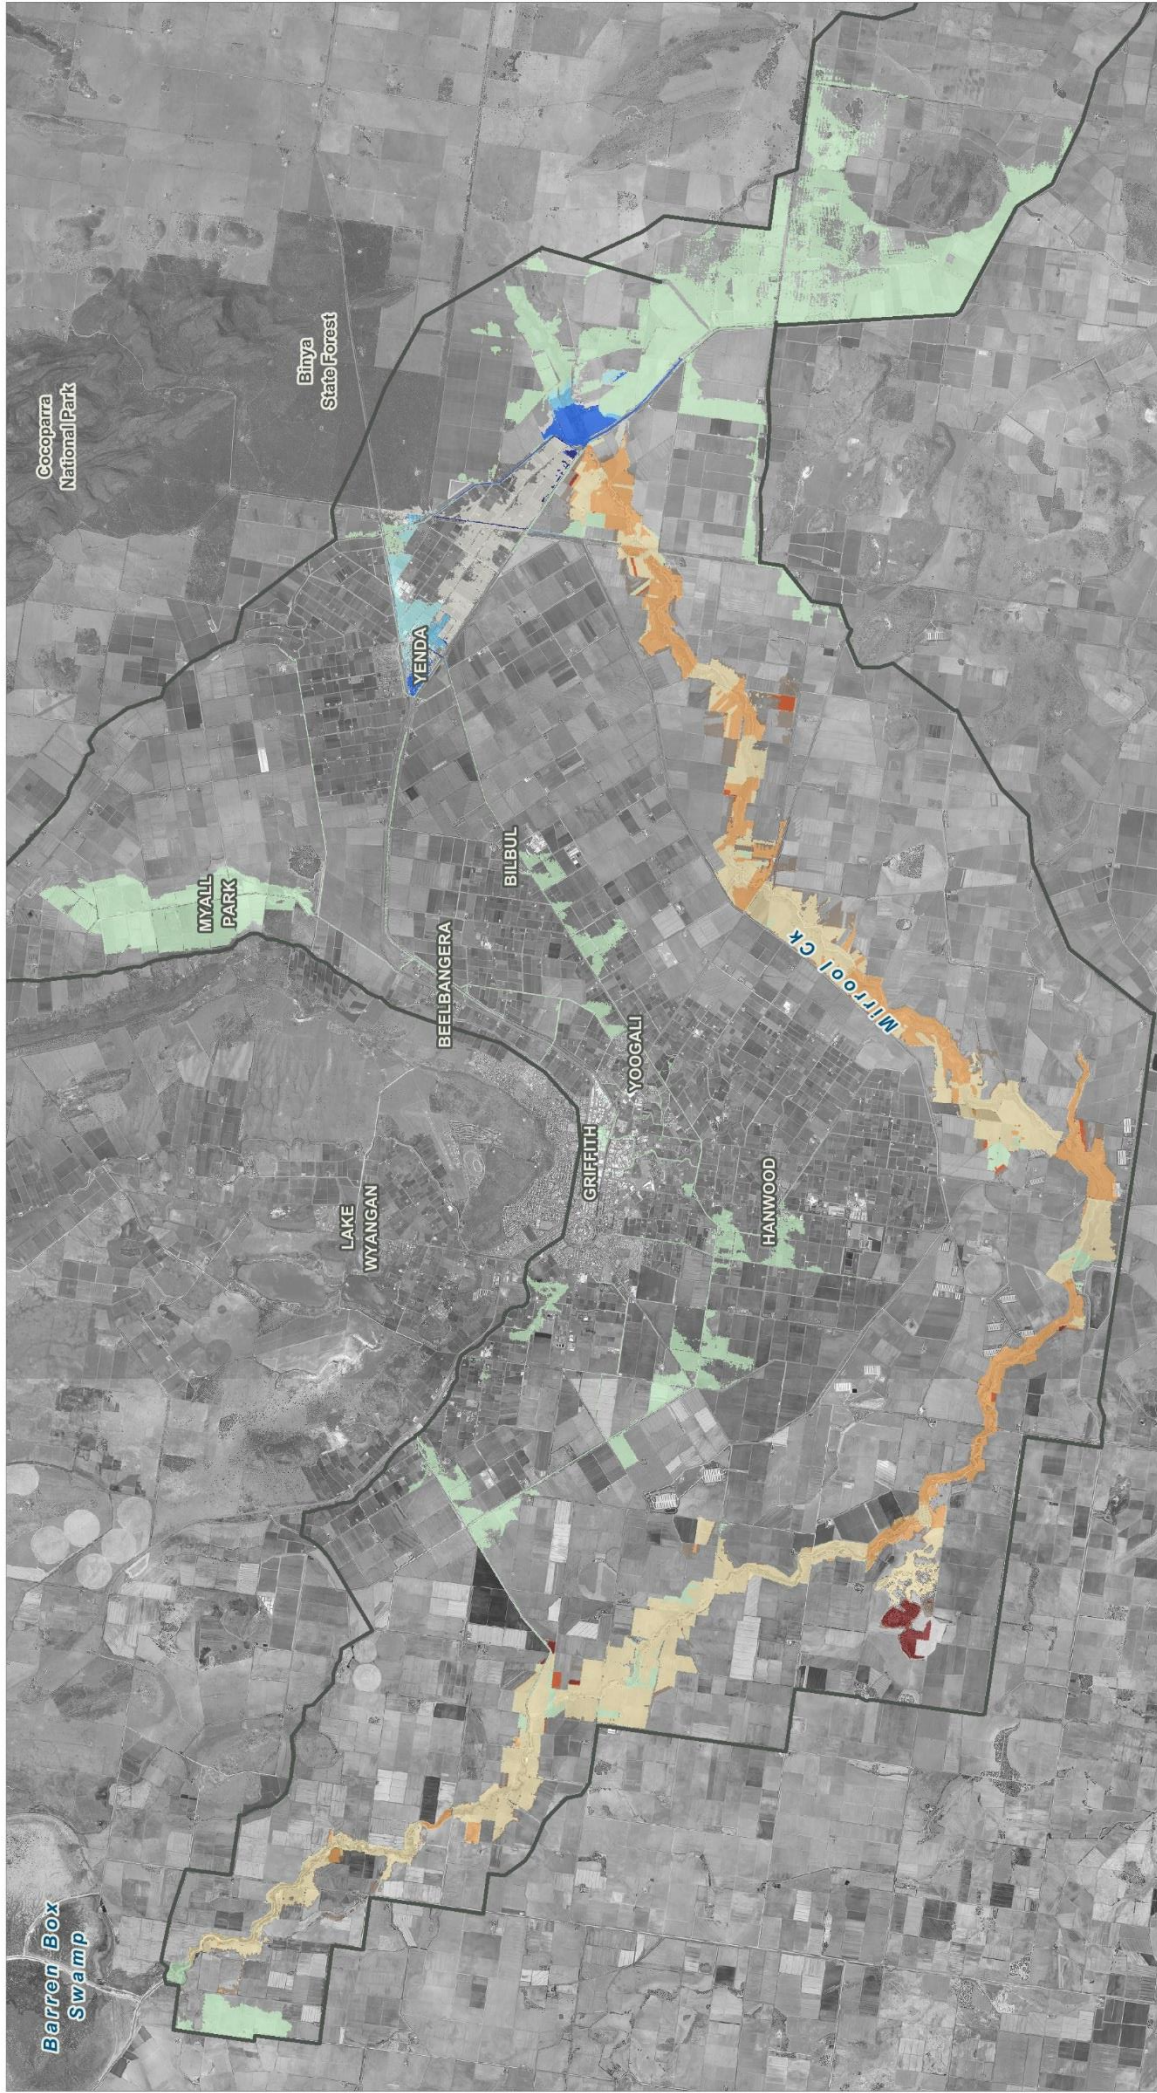 Barren Box
Swamp
LAKE
WYANGAN
GRIFFITH
HANWOOD
YOOGALI
BEELBANGERA
BILBUL
MYALL
PARK
YENDA
Mirrool Ck
Binya
State Forest
Cocoparra
National Park